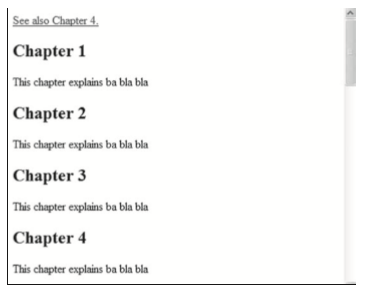 See also Chapter 4.
Chapter 1
This chapter explains ba bla bla
Chapter 2
This chapter explains ba bla bla
Chapter 3
This chapter explains ba bla bla
Chapter 4
This chapter explains ba bla bla